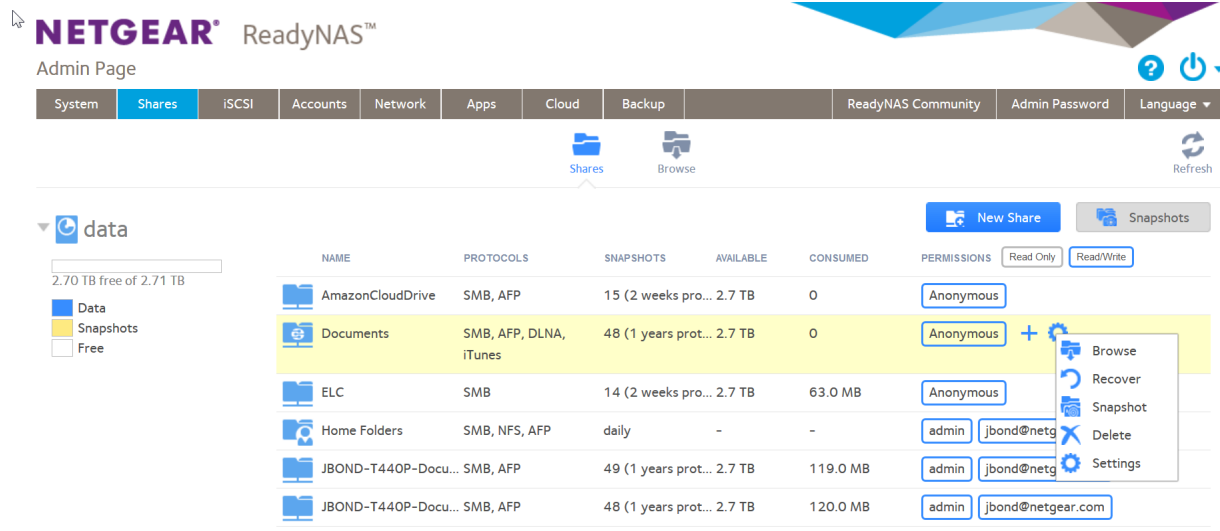 NETGEAR® ReadyNAS™
Admin Page
System Shares iSCSI Accounts Network Apps Cloud Backup ReadyNAS Community Admin Password Language
Shares Browse Refresh
data New Share Snapshots
NAME PROTOCOLS SNAPSHOTS AVAILABLE CONSUMED PERMISSIONS Read Only Read/Write
2.70 TB free of 2.71 TB
Data
Snapshots
Free
AmazonCloudDrive SMB, AFP 15 (2 weeks pro... 2.7 TB 0 Anonymous
Documents SMB, AFP, DLNA, 48 (1 years prot... 2.7 TB 0 Anonymous
iTunes
ELC SMB 14 (2 weeks pro... 2.7 TB 63.0 MB Anonymous
Home Folders SMB, NFS, AFP daily - - admin jbond@netg
JBOND-T440P-Docu... SMB, AFP 49 (1 years prot... 2.7 TB 119.0 MB admin jbond@netg
JBOND-T440P-Docu... SMB, AFP 48 (1 years prot... 2.7 TB 120.0 MB admin jbond@netgear.com
Browse
Recover
Snapshot
Delete
Settings